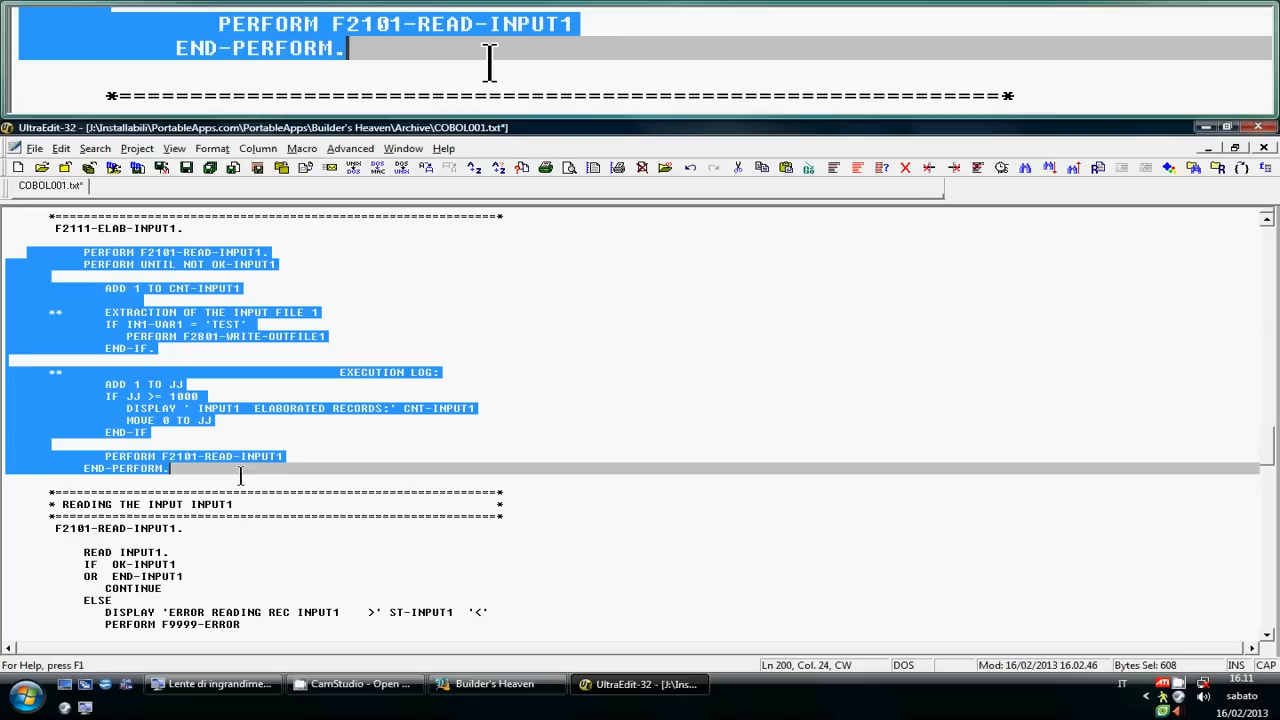 PERFORM F2101-READ-INPUT1
END-PERFORM.
*==============================================================*
UltraEdit-32 - [J:\Installabili\PortableApps.com\PortableApps\Builder's Heaven\Archive\COBOL001.txt*]
File Edit Search Project View Format Column Macro Advanced Window Help
COBOL001.txt*
*==============================================================*
F2111-ELAB-INPUT1.
PERFORM F2101-READ-INPUT1.
PERFORM UNTIL NOT OK-INPUT1
ADD 1 TO CNT-INPUT1
** EXTRACTION OF THE INPUT FILE 1
IF IN1-VAR1 = 'TEST'
PERFORM F2801-WRITE-OUTFILE1
END-IF.
** EXECUTION LOG:
ADD 1 TO JJ
IF JJ >= 1000
DISPLAY ' INPUT1  ELABORATED RECORDS:' CNT-INPUT1
MOVE 0 TO JJ
END-IF
PERFORM F2101-READ-INPUT1
END-PERFORM.
*==============================================================*
* READING THE INPUT INPUT1 *
*==============================================================*
F2101-READ-INPUT1.
READ INPUT1.
IF  OK-INPUT1
OR  END-INPUT1
CONTINUE
ELSE
DISPLAY 'ERROR READING REC INPUT1    >' ST-INPUT1  '<'
PERFORM F9999-ERROR
For Help, press F1 Ln 200, Col. 24, CW DOS Mod: 16/02/2013 16.02.46 Bytes Sel: 608 INS CAP
Lente di ingrandime... CamStudio - Open ... Builder's Heaven UltraEdit-32 - [J:\Ins... IT 16.11
sabato
16/02/2013